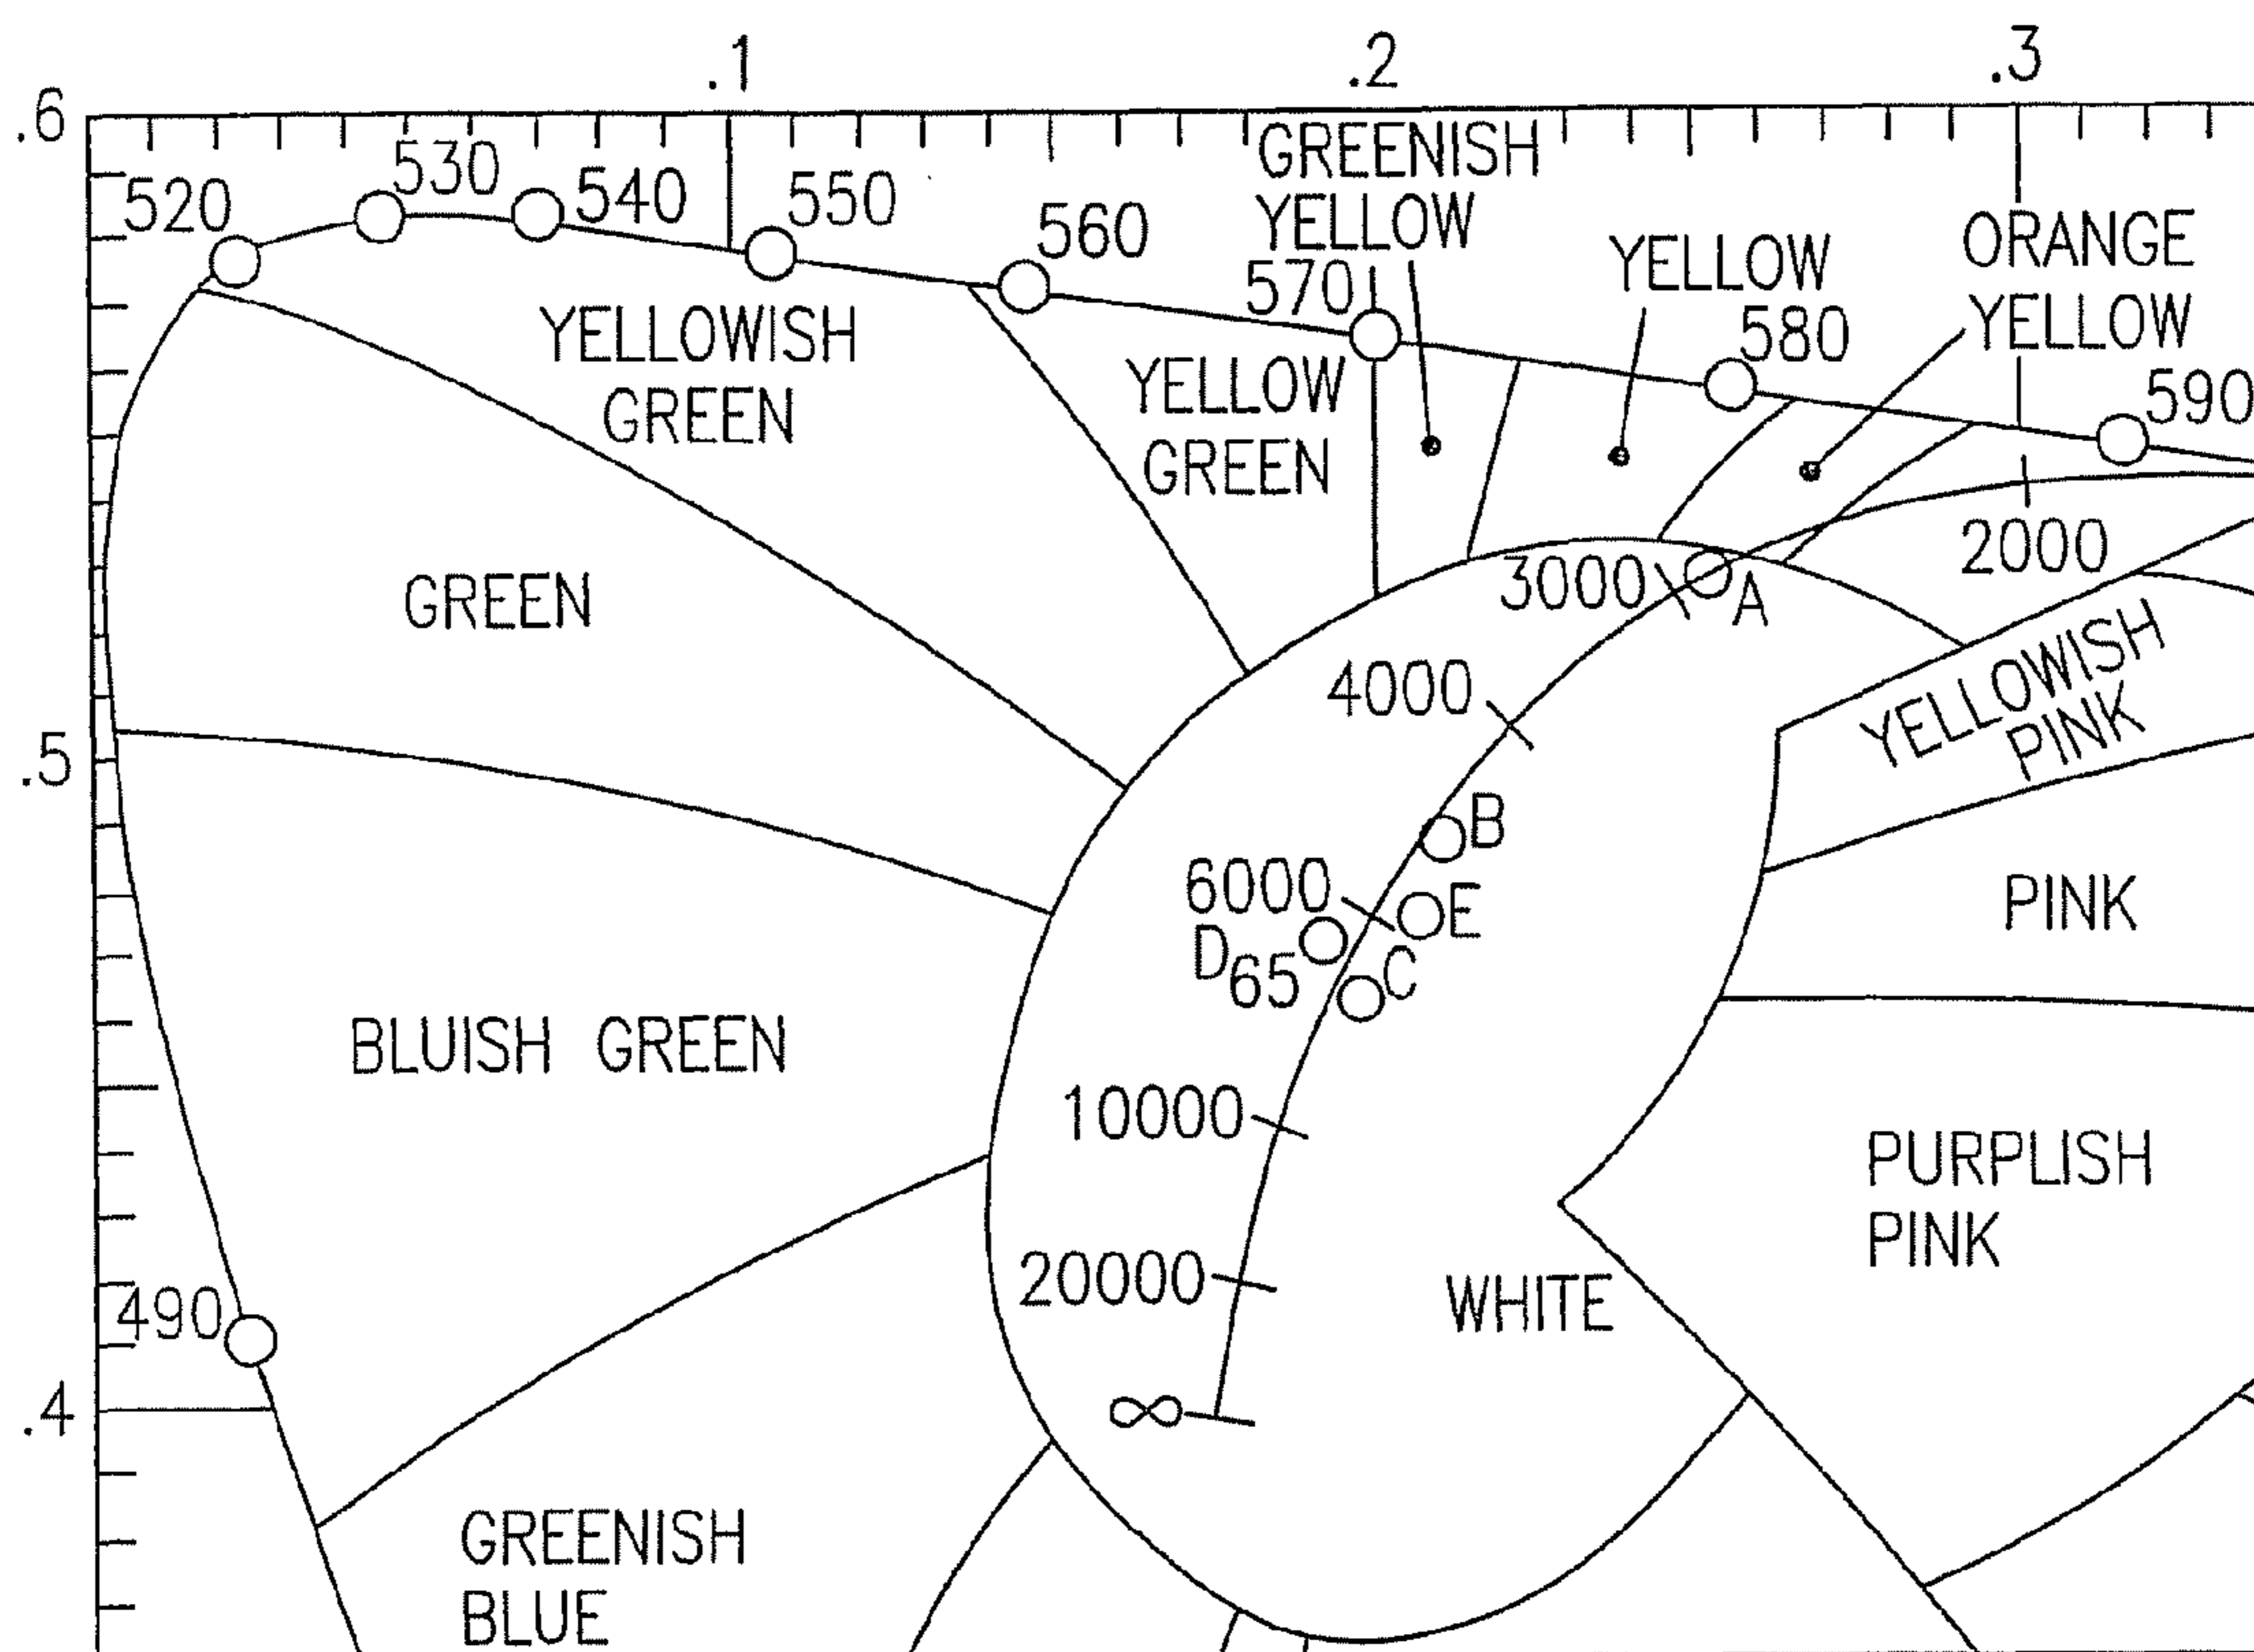 .1
.2
.3
.6
520
530
540
550
560
GREENISH
YELLOW
570
YELLOW
ORANGE
YELLOW
580
590
YELLOWISH
GREEN
YELLOW
GREEN
GREEN
3000
A
2000
4000
YELLOWISH
PINK
.5
B
6000
E
D65
C
PINK
BLUISH GREEN
10000
PURPLISH
PINK
20000
WHITE
490
∞
.4
GREENISH
BLUE